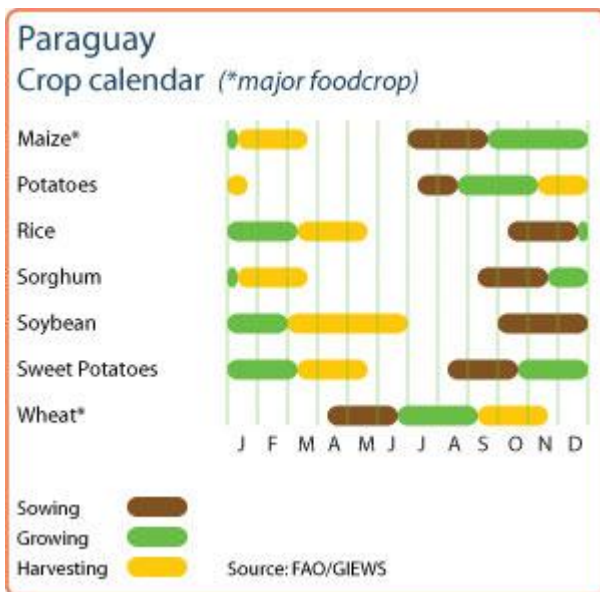 Paraguay
Crop calendar (*major foodcrop)
Maize*
Potatoes
Rice
Sorghum
Soybean
Sweet Potatoes
Wheat*
J F M A M J J A S O N D
Sowing
Growing
Harvesting Source: FAO/GIEWS